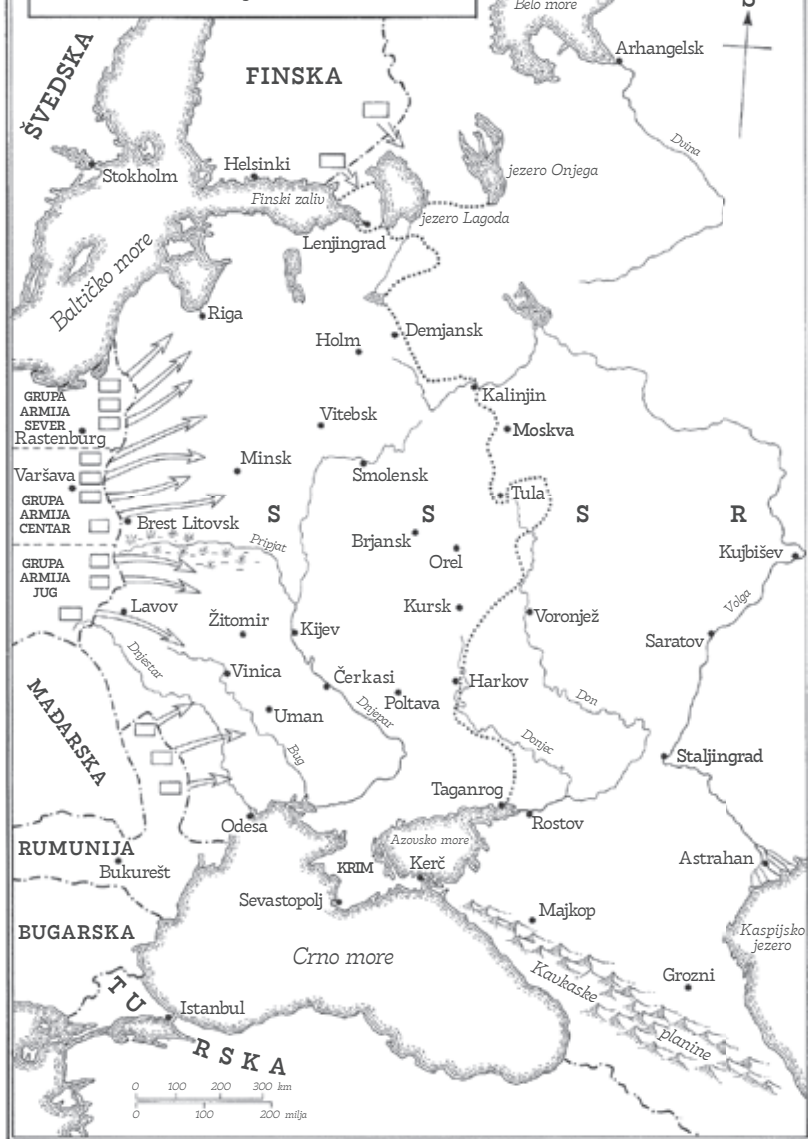 Belo more
Arhangelsk
ŠVEDSKA
FINSKA
Dvina
Stokholm
Helsinki
Finski zaliv
jezero Onjega
jezero Lagoda
Lenjingrad
Baltičko more
Riga
Holm
Demjansk
Kalinjin
GRUPA
ARMIJA
SEVER
Rastenburg
Vitebsk
Moskva
Minsk
Smolensk
Varšava
GRUPA
ARMIJA
CENTAR
Tula
S S S R
Brest Litovsk
Brjansk
Orel
Pripjat
Kujbišev
GRUPA
ARMIJA
JUG
Lavov
Žitomir
Kijev
Kursk
Voronjež
Volga
Saratov
Dnjestar
Vinica
Čerkasi
Poltava
Harkov
MAĐARSKA
Uman
Dnjepar
Don
Bug
Donjec
Staljingrad
Taganrog
Odesa
Rostov
RUMUNIJA
Bukurešt
Azovsko more
KRIM
Kerč
Astrahan
Sevastopolj
Majkop
BUGARSKA
Crno more
Kaspijsko
jezero
Kavkaske
planine
Grozni
TURSKA
Istanbul
0 100 200 300 km
0 100 200 milja